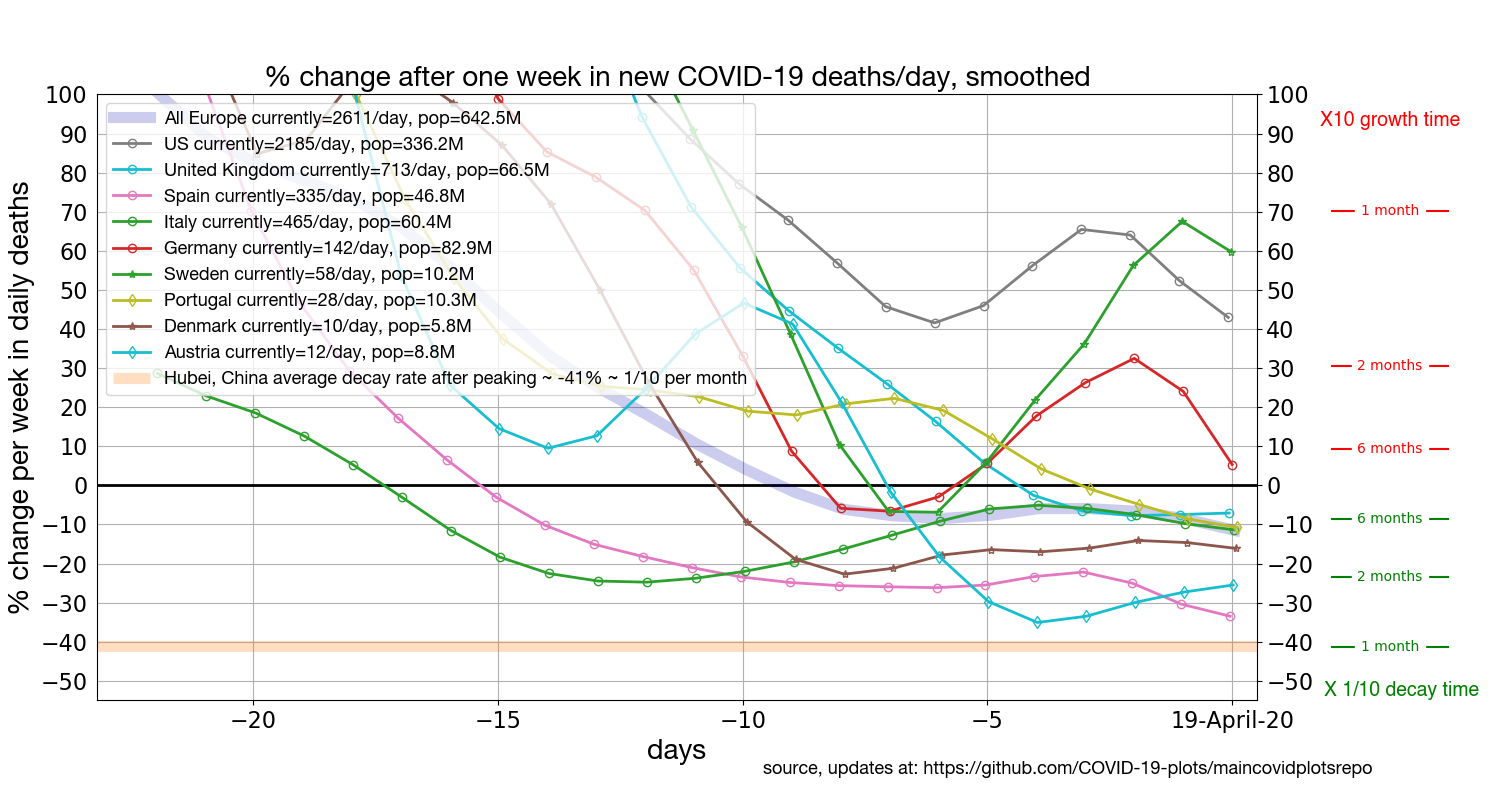 % change after one week in new COVID-19 deaths/day, smoothed
100
90
80
70
60
50
40
30
20
10
0
−10
−20
−30
−40
−50
% change per week in daily deaths
All Europe currently=2611/day, pop=642.5M
US currently=2185/day, pop=336.2M
United Kingdom currently=713/day, pop=66.5M
Spain currently=335/day, pop=46.8M
Italy currently=465/day, pop=60.4M
Germany currently=142/day, pop=82.9M
Sweden currently=58/day, pop=10.2M
Portugal currently=28/day, pop=10.3M
Denmark currently=10/day, pop=5.8M
Austria currently=12/day, pop=8.8M
Hubei, China average decay rate after peaking ~ -41% ~ 1/10 per month
100
90
80
70
60
50
40
30
20
10
0
−10
−20
−30
−40
−50
X10 growth time
1 month
2 months
6 months
6 months
2 months
1 month
X 1/10 decay time
−20 −15 −10 −5 19-April-20
days
source, updates at: https://github.com/COVID-19-plots/maincovidplotsrepo